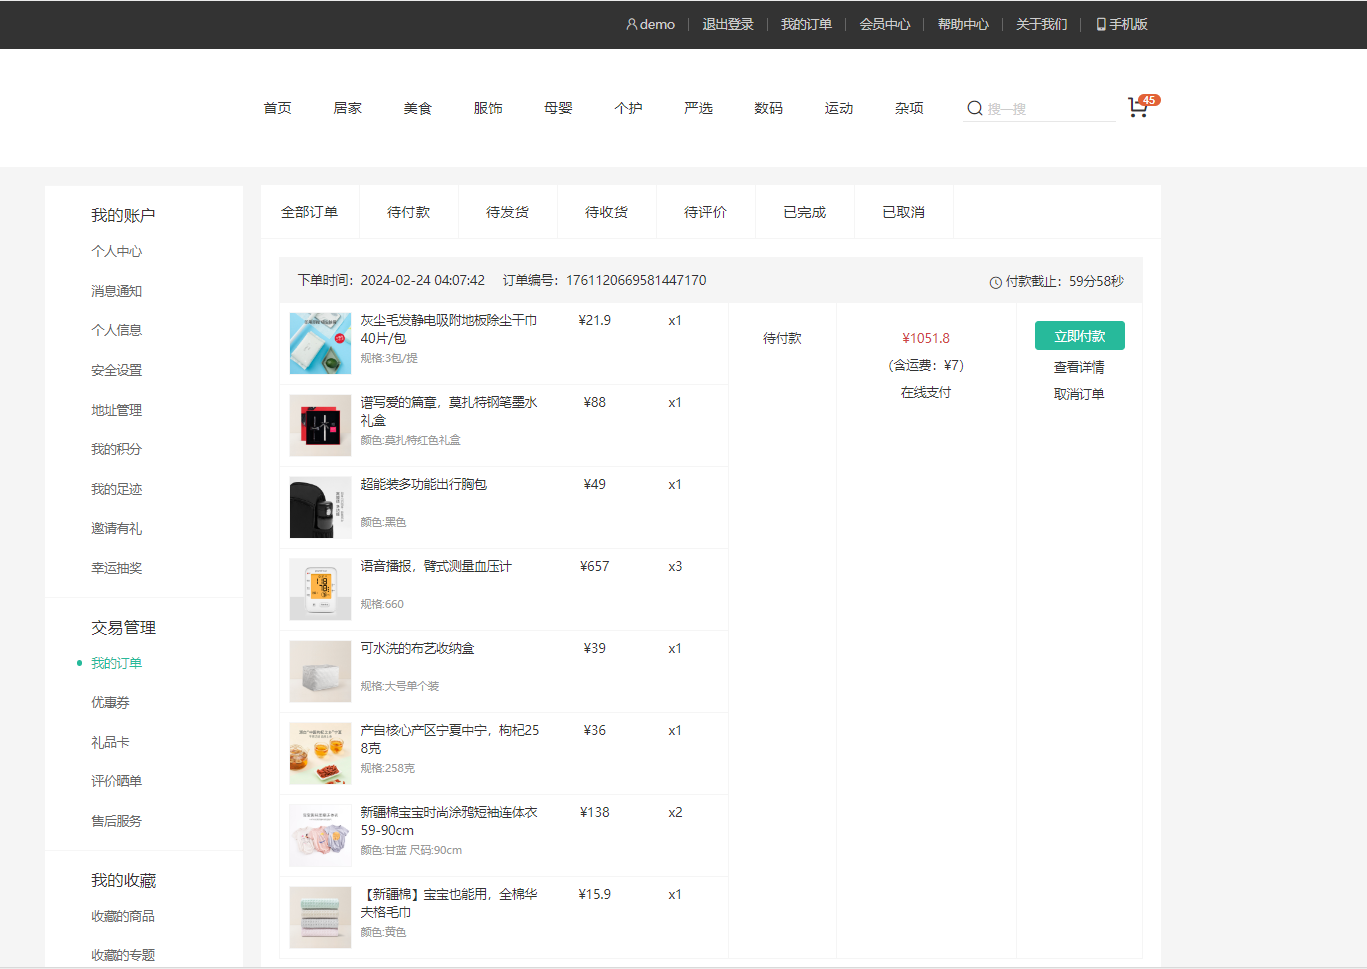 demo
退出登录
我的订单
会员中心
帮助中心
关于我们
手机版
首页
居家
美食
服饰
母婴
个护
严选
数码
运动
杂项
搜一搜
45
我的账户
个人中心
消息通知
个人信息
安全设置
地址管理
我的积分
我的足迹
邀请有礼
幸运抽奖
交易管理
我的订单
优惠券
礼品卡
评价晒单
售后服务
我的收藏
收藏的商品
收藏的专题
全部订单
待付款
待发货
待收货
待评价
已完成
已取消
下单时间：2024-02-24 04:07:42
订单编号：1761120669581447170
付款截止：59分58秒
灰尘毛发静电吸附地板除尘干巾
40片/包
规格:3包/提
¥21.9
x1
谱写爱的篇章，莫扎特钢笔墨水
礼盒
颜色:莫扎特红色礼盒
¥88
x1
超能装多功能出行胸包
颜色:黑色
¥49
x1
语音播报，臂式测量血压计
规格:660
¥657
x3
可水洗的布艺收纳盒
规格:大号单个装
¥39
x1
产自核心产区宁夏中宁，枸杞25
8克
规格:258克
¥36
x1
新疆棉宝宝时尚涂鸦短袖连体衣
59-90cm
颜色:甘蓝 尺码:90cm
¥138
x2
【新疆棉】宝宝也能用，全棉华
夫格毛巾
颜色:黄色
¥15.9
x1
待付款
¥1051.8
（含运费：¥7）
在线支付
立即付款
查看详情
取消订单